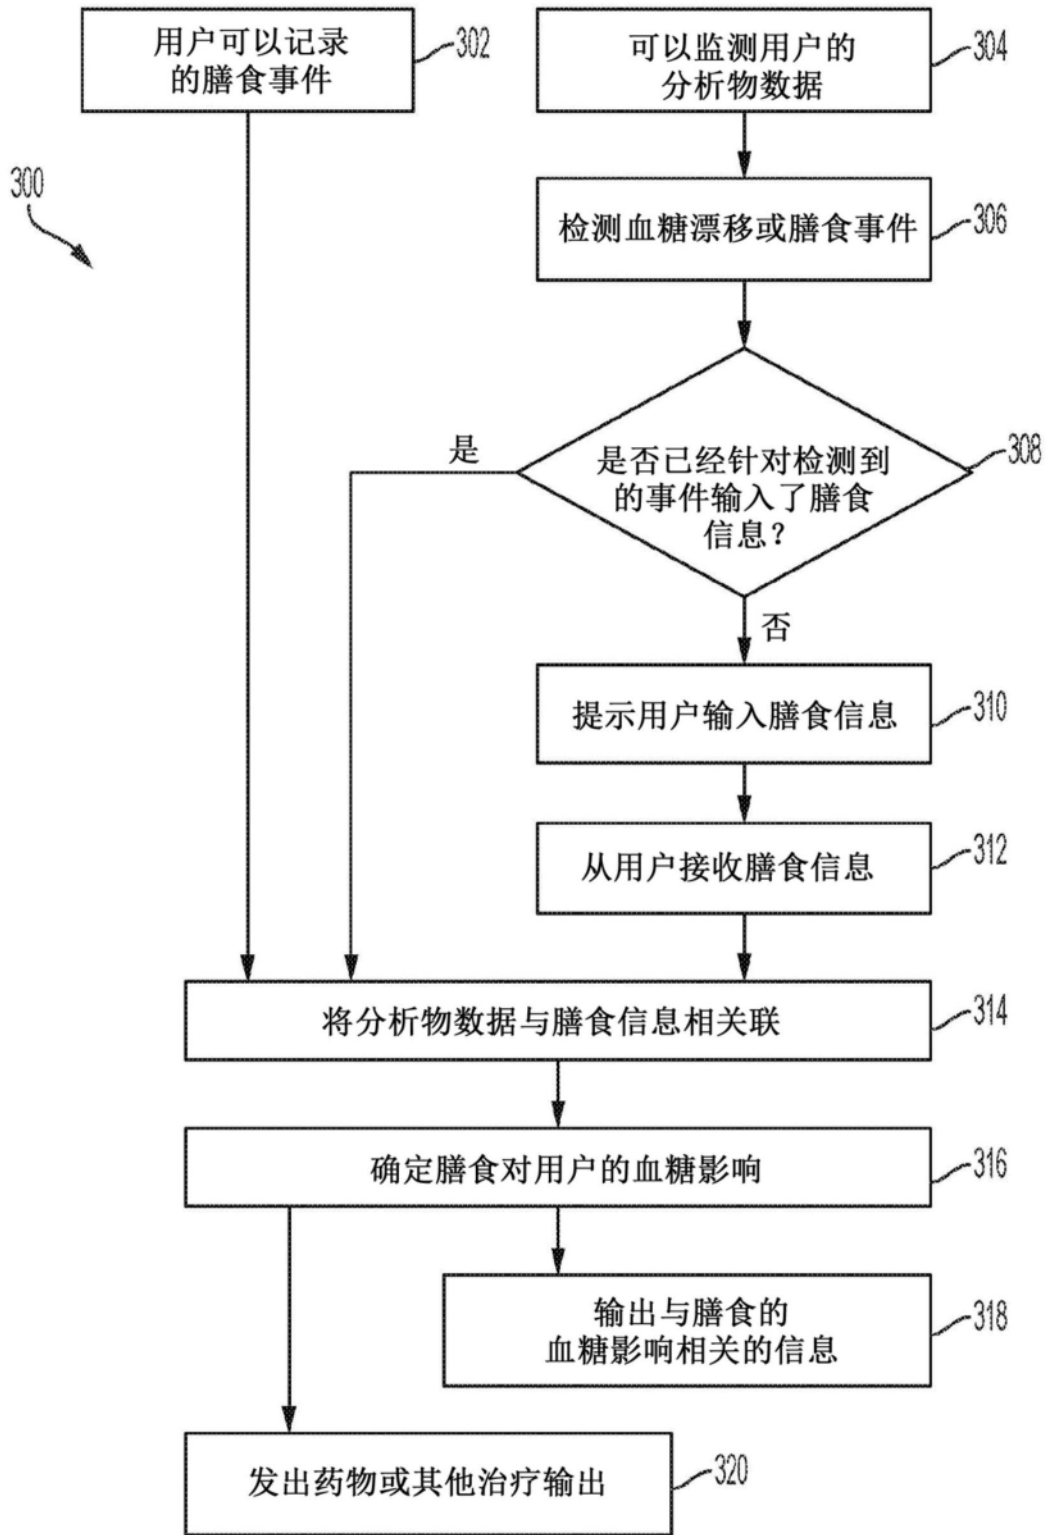 用户可以记录
的膳食事件
302
可以监测用户的
分析物数据
304
300
检测血糖漂移或膳食事件
306
是
是否已经针对检测到
的事件输入了膳食
信息？
308
否
提示用户输入膳食信息
310
从用户接收膳食信息
312
将分析物数据与膳食信息相关联
314
确定膳食对用户的血糖影响
316
输出与膳食的
血糖影响相关的信息
318
发出药物或其他治疗输出
320